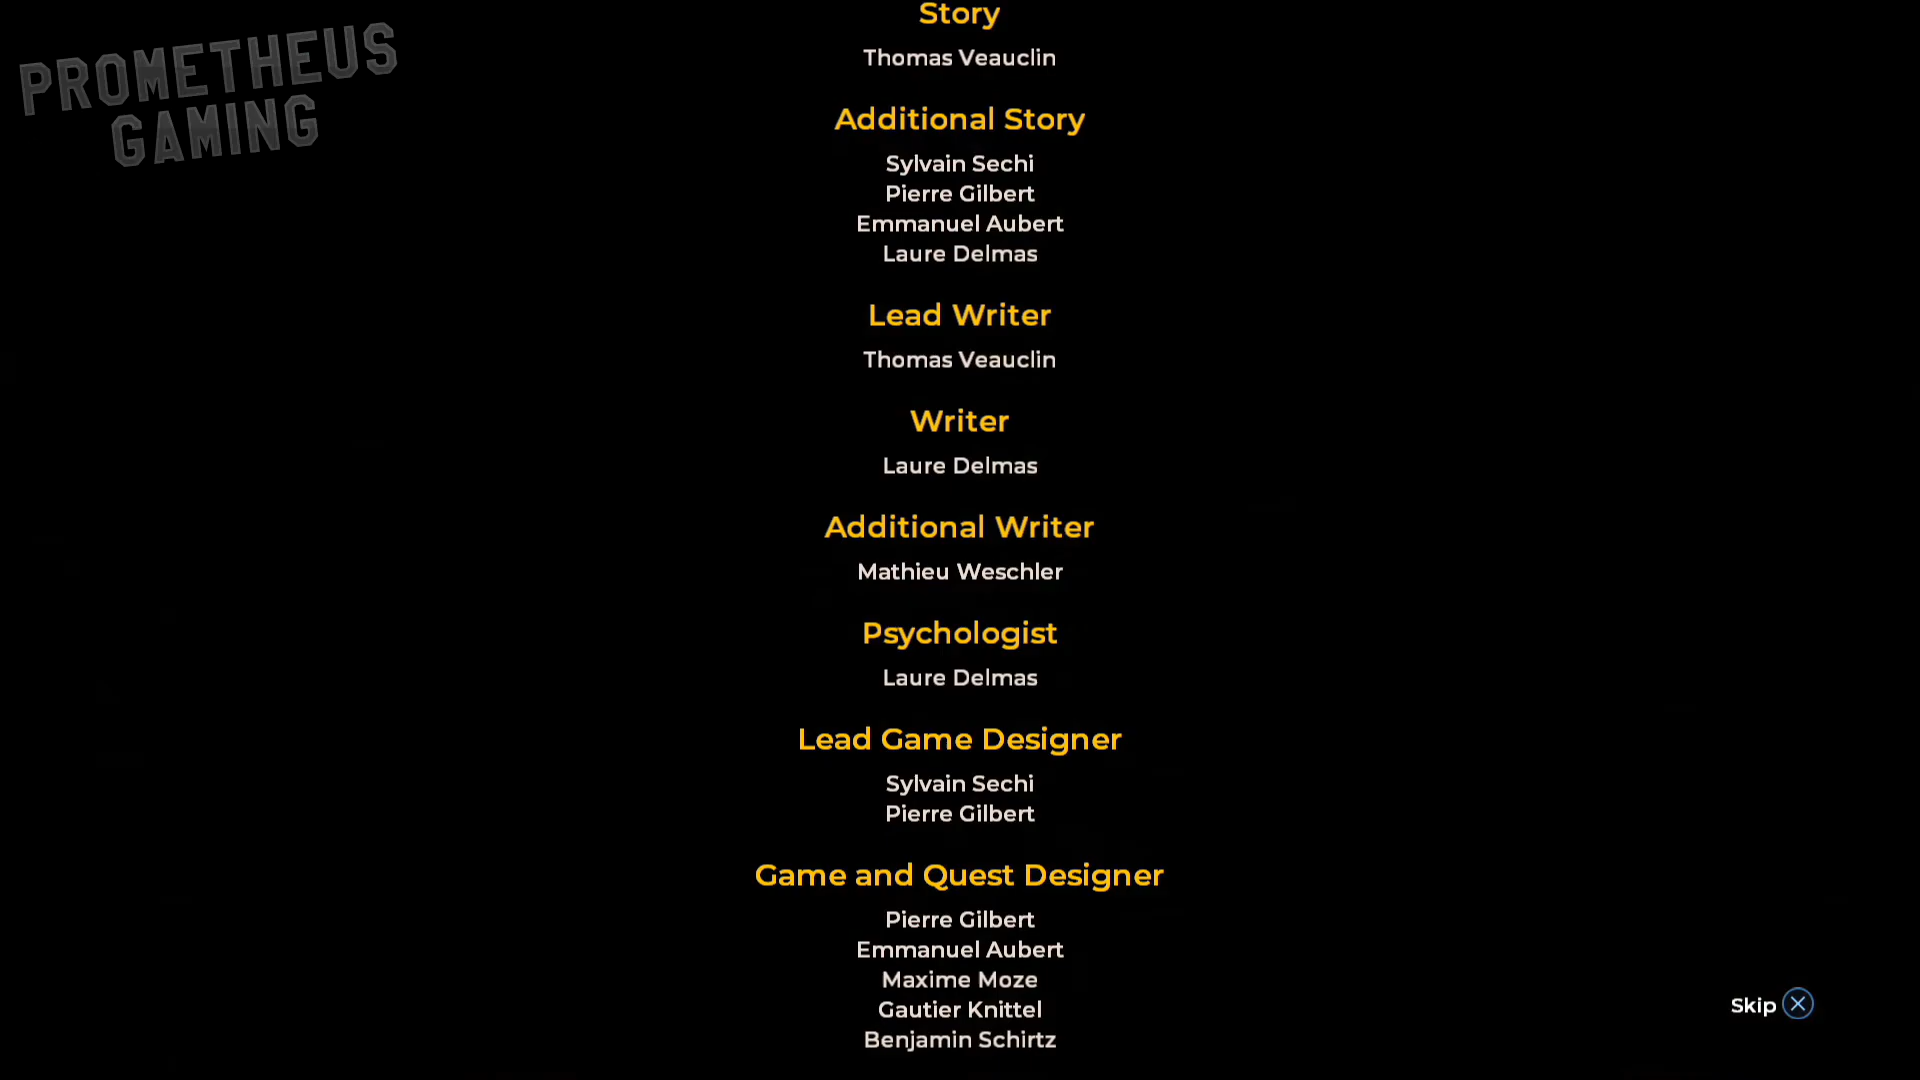 PROMETHEUS
GAMING
Story
Thomas Veauclin
Additional Story
Sylvain Sechi
Pierre Gilbert
Emmanuel Aubert
Laure Delmas
Lead Writer
Thomas Veauclin
Writer
Laure Delmas
Additional Writer
Mathieu Weschler
Psychologist
Laure Delmas
Lead Game Designer
Sylvain Sechi
Pierre Gilbert
Game and Quest Designer
Pierre Gilbert
Emmanuel Aubert
Maxime Moze
Gautier Knittel
Benjamin Schirtz
Skip